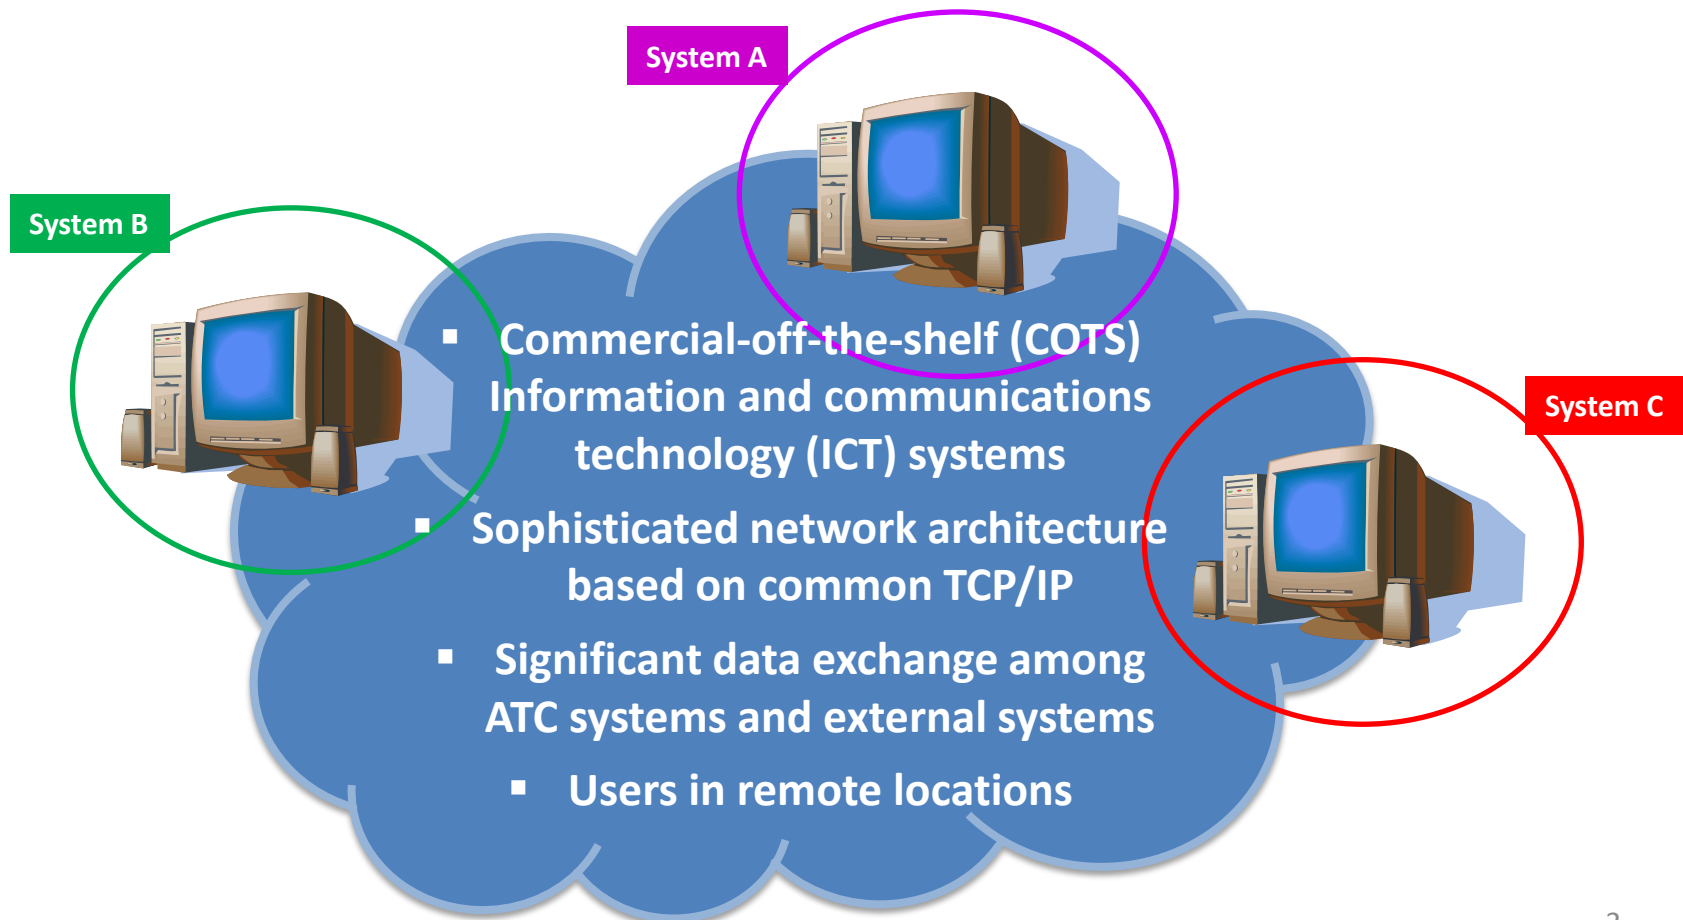 System A
System B
System C
▪ Commercial-off-the-shelf (COTS)
Information and communications
technology (ICT) systems
▪ Sophisticated network architecture
based on common TCP/IP
▪ Significant data exchange among
ATC systems and external systems
▪ Users in remote locations